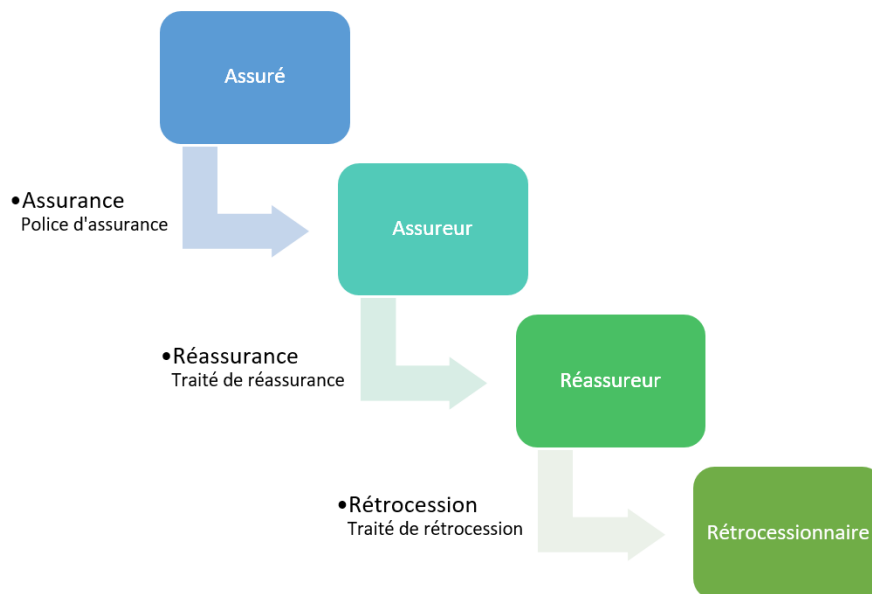 Assuré
•Assurance
Police d'assurance
Assureur
•Réassurance
Traité de réassurance
Réassureur
•Rétrocession
Traité de rétrocession
Rétrocessionnaire